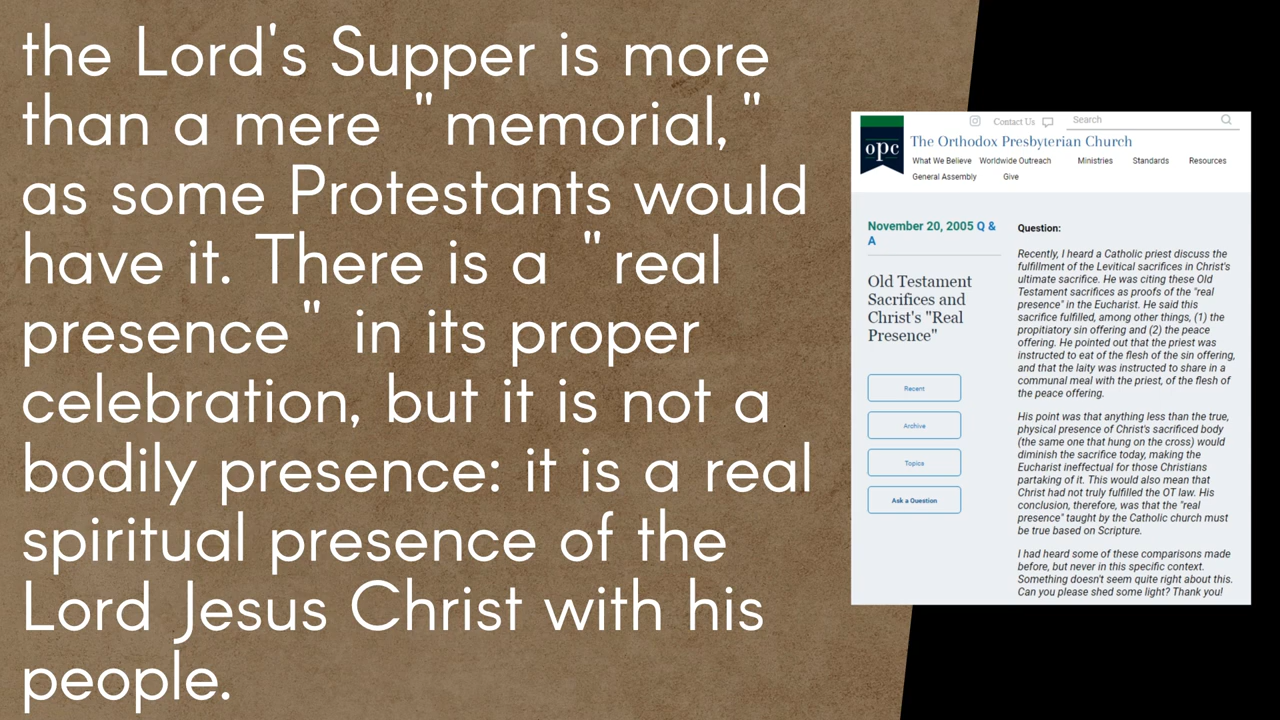 the Lord's Supper is more
than a mere "memorial,"
as some Protestants would
have it. There is a "real
presence" in its proper
celebration, but it is not a
bodily presence: it is a real
spiritual presence of the
Lord Jesus Christ with his
people.
Contact Us
Search
opc
The Orthodox Presbyterian Church
What We Believe Worldwide Outreach Ministries Standards Resources
General Assembly Give
November 20, 2005 Q &
A
Old Testament
Sacrifices and
Christ's "Real
Presence"
Recent
Archive
Topics
Ask a Question
Question:
Recently, I heard a Catholic priest discuss the
fulfillment of the Levitical sacrifices in Christ's
ultimate sacrifice. He was citing these Old
Testament sacrifices as proofs of the "real
presence" in the Eucharist. He said this
sacrifice fulfilled, among other things, (1) the
propitiatory sin offering and (2) the peace
offering. He pointed out that the priest was
instructed to eat of the flesh of the sin offering,
and that the laity was instructed to share in a
communal meal with the priest, of the flesh of
the peace offering.
His point was that anything less than the true,
physical presence of Christ's sacrificed body
(the same one that hung on the cross) would
diminish the sacrifice today, making the
Eucharist ineffectual for those Christians
partaking of it. This would also mean that
Christ had not truly fulfilled the OT law. His
conclusion, therefore, was that the "real
presence" taught by the Catholic church must
be true based on Scripture.
I had heard some of these comparisons made
before, but never in this specific context.
Something doesn't seem quite right about this.
Can you please shed some light? Thank you!